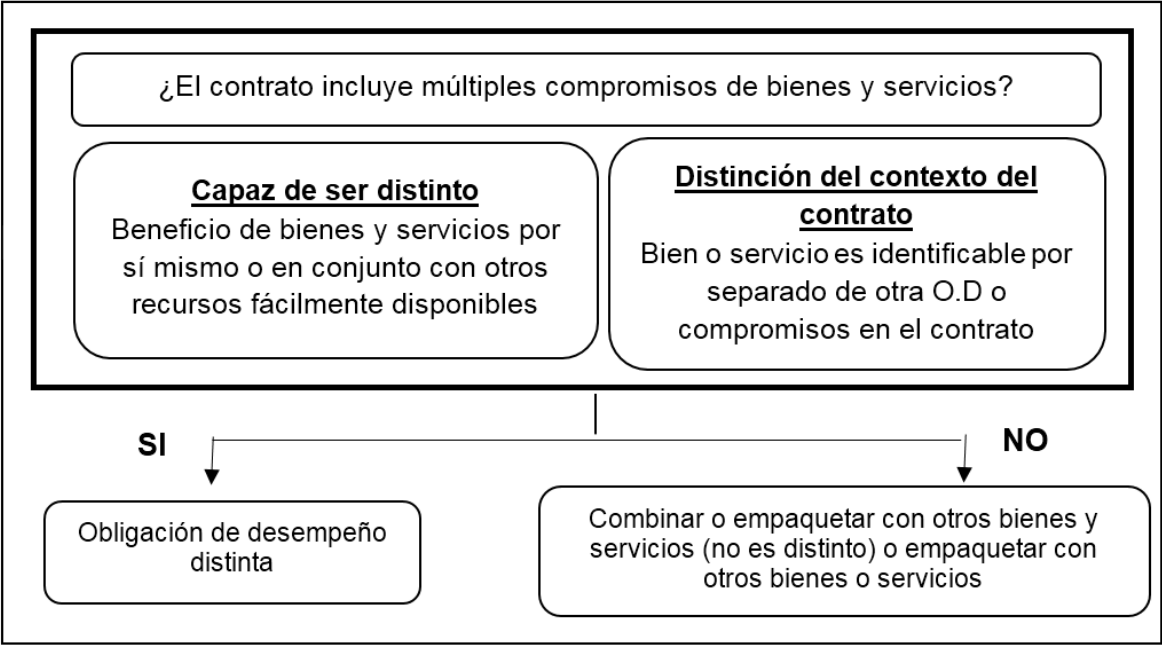 ¿El contrato incluye múltiples compromisos de bienes y servicios?
Capaz de ser distinto
Beneficio de bienes y servicios por
sí mismo o en conjunto con otros
recursos fácilmente disponibles
Distinción del contexto del
contrato
Bien o servicio es identificable por
separado de otra O.D o
compromisos en el contrato
SI
NO
Obligación de desempeño
distinta
Combinar o empaquetar con otros bienes y
servicios (no es distinto) o empaquetar con
otros bienes o servicios